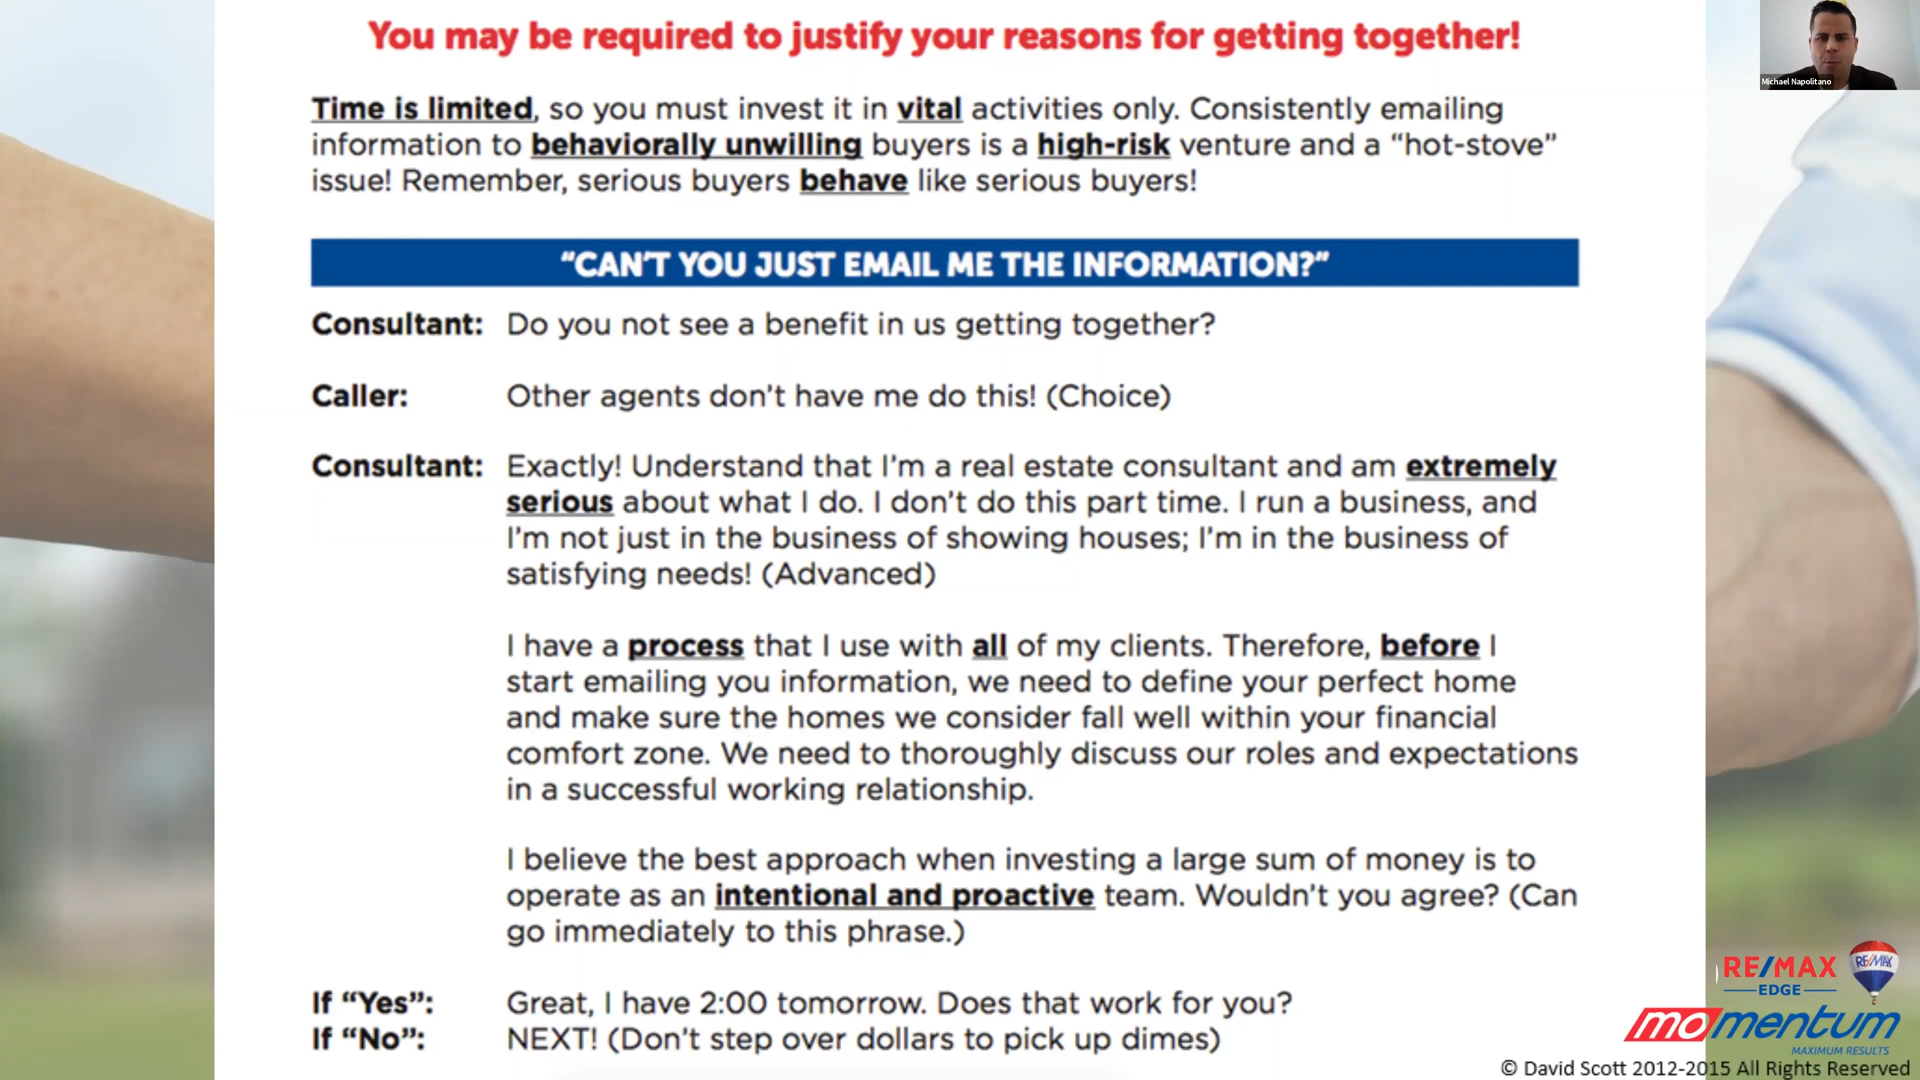 You may be required to justify your reasons for getting together!
Michael Napolitano
Time is limited, so you must invest it in vital activities only. Consistently emailing
information to behaviorally unwilling buyers is a high-risk venture and a “hot-stove”
issue! Remember, serious buyers behave like serious buyers!
“CAN’T YOU JUST EMAIL ME THE INFORMATION?”
Consultant: Do you not see a benefit in us getting together?
Caller: Other agents don’t have me do this! (Choice)
Consultant: Exactly! Understand that I’m a real estate consultant and am extremely
serious about what I do. I don’t do this part time. I run a business, and
I’m not just in the business of showing houses; I’m in the business of
satisfying needs! (Advanced)
I have a process that I use with all of my clients. Therefore, before I
start emailing you information, we need to define your perfect home
and make sure the homes we consider fall well within your financial
comfort zone. We need to thoroughly discuss our roles and expectations
in a successful working relationship.
I believe the best approach when investing a large sum of money is to
operate as an intentional and proactive team. Wouldn’t you agree? (Can
go immediately to this phrase.)
If “Yes”: Great, I have 2:00 tomorrow. Does that work for you?
If “No”: NEXT! (Don’t step over dollars to pick up dimes)
RE/MAX
EDGE
RE/MAX
momentum
MAXIMUM RESULTS
© David Scott 2012-2015 All Rights Reserved